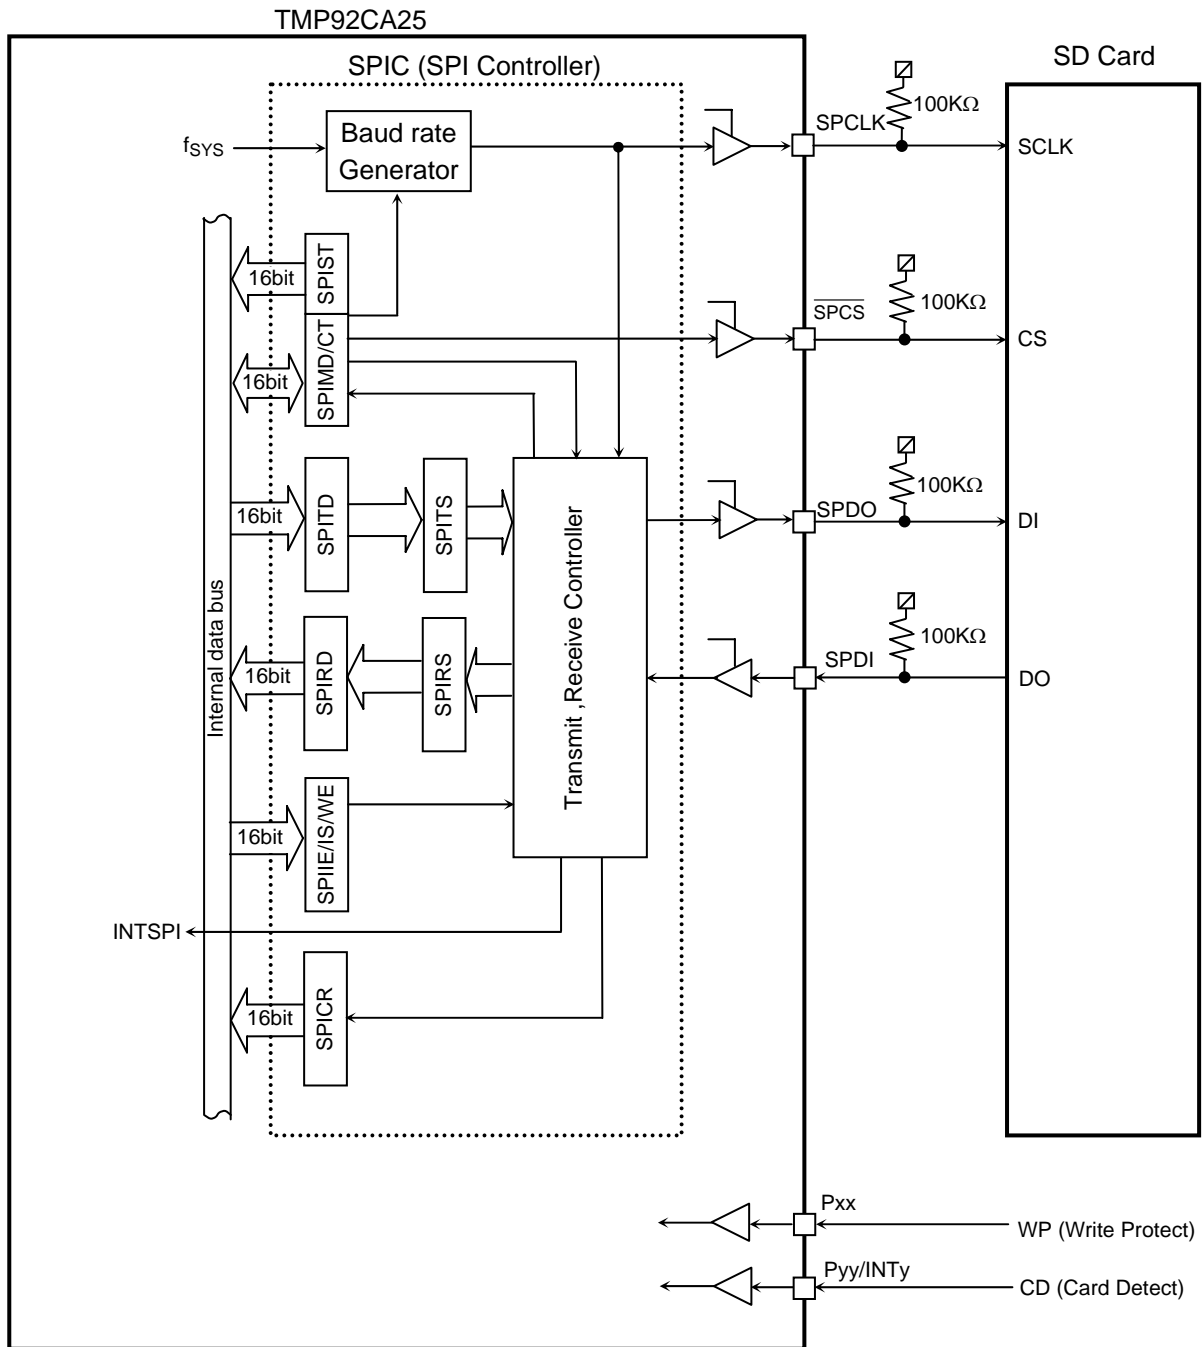 TMP92CA25
SPIC (SPI Controller)
SD Card
fSYS
Baud rate
Generator
SPCLK
100KΩ
SCLK
16bit
SPIST
SPIMD/CT
16bit
SPCS
100KΩ
CS
16bit
SPITD
SPITS
Transmit ,Receive Controller
SPDO
100KΩ
DI
Internal data bus
16bit
SPIRD
SPIRS
SPDI
100KΩ
DO
16bit
SPIIE/IS/WE
INTSPI
16bit
SPICR
Pxx
WP (Write Protect)
Pyy/INTy
CD (Card Detect)